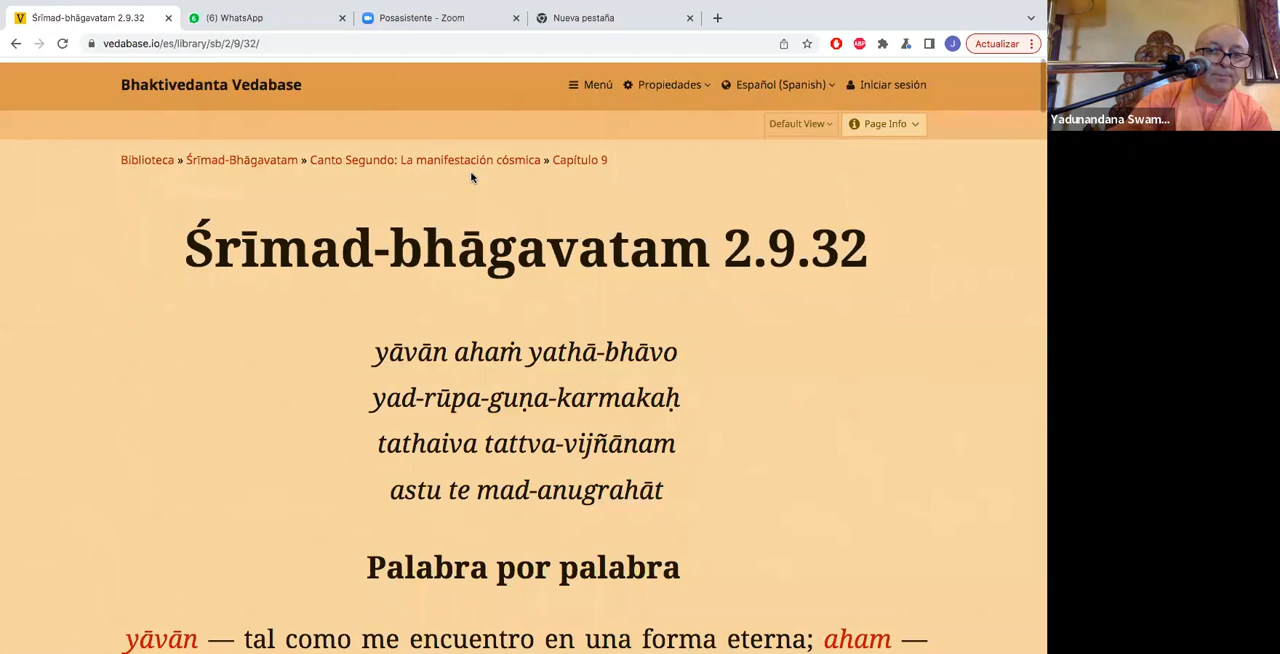 Śrīmad-bhāgavatam 2.9.32
(6) WhatsApp
Posasistente - Zoom
Nueva pestaña
vedabase.io/es/library/sb/2/9/32/
ABP
J
Actualizar
Yadunandana Swam...
Bhaktivedanta Vedabase
Menú
Propiedades
Español (Spanish)
Iniciar sesión
Default View
Page Info
Biblioteca » Śrīmad-Bhāgavatam » Canto Segundo: La manifestación cósmica » Capítulo 9
Śrīmad-bhāgavatam 2.9.32
yāvān ahaṁ yathā-bhāvo
yad-rūpa-guṇa-karmakaḥ
tathaiva tattva-vijñānam
astu te mad-anugrahāt
Palabra por palabra
yāvān — tal como me encuentro en una forma eterna; aham —